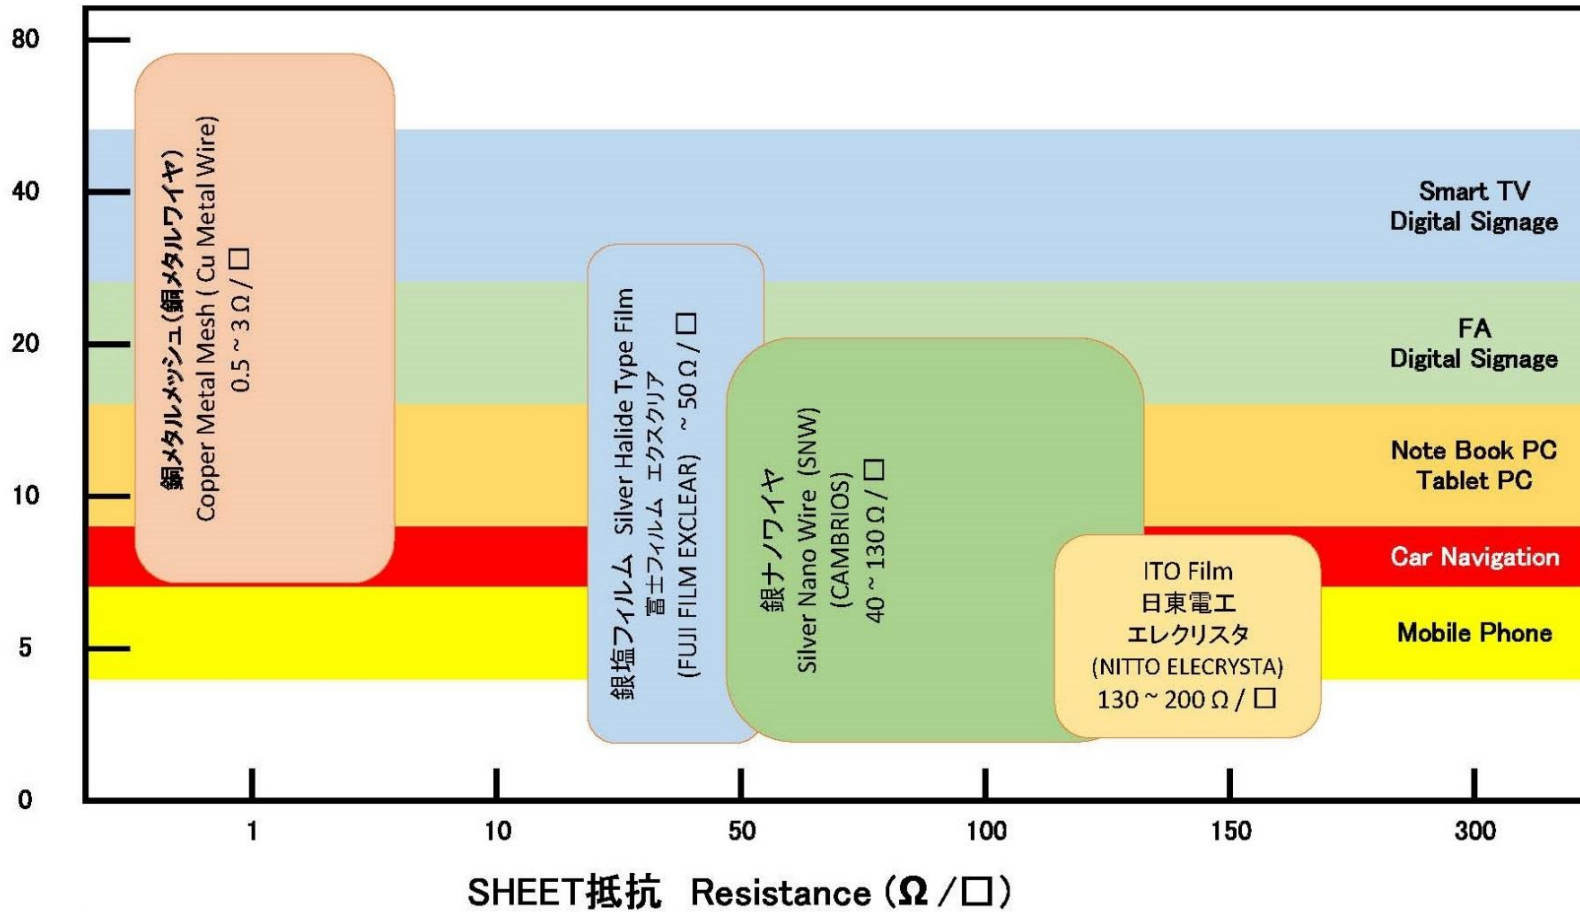 80
40
20
10
5
0
銅メタルメッシュ(銅メタルワイヤ)
Copper Metal Mesh ( Cu Metal Wire)
0.5 ~ 3 Ω / □
銀塩フィルム Silver Halide Type Film
富士フィルム エクスクリア
(FUJI FILM EXCLEAR) ~ 50 Ω / □
銀ナノワイヤ
Silver Nano Wire (SNW)
(CAMBRIOS)
40 ~ 130 Ω / □
ITO Film
日東電工
エレクリスタ
(NITTO ELECRYSTA)
130 ~ 200 Ω / □
Smart TV
Digital Signage
FA
Digital Signage
Note Book PC
Tablet PC
Car Navigation
Mobile Phone
1
10
50
100
150
300
SHEET抵抗 Resistance (Ω /□)